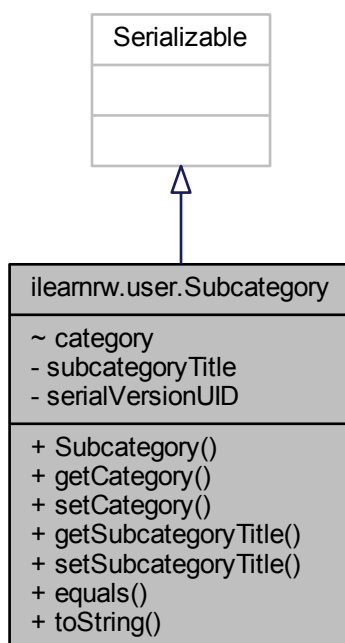 Serializable
ilearnrw.user.Subcategory
~ category
- subcategoryTitle
- serialVersionUID
+ Subcategory()
+ getCategory()
+ setCategory()
+ getSubcategoryTitle()
+ setSubcategoryTitle()
+ equals()
+ toString()